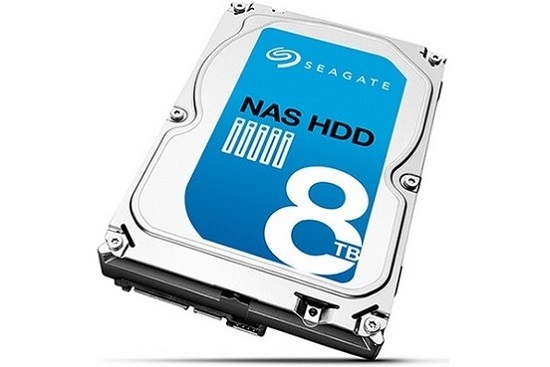 SEAGATE
NAS HDD
8
TB